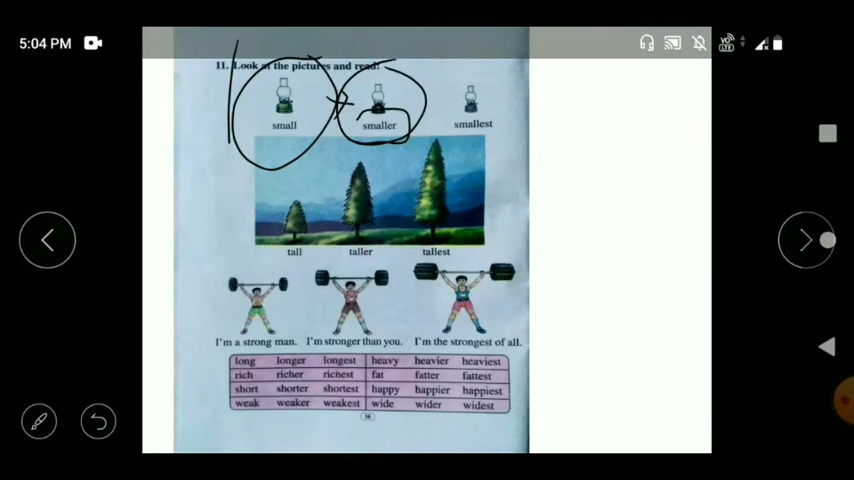 5:04 PM
VO LTE
11. Look at the pictures and read:
small smaller smallest
tall taller tallest
I'm a strong man. I'm stronger than you. I'm the strongest of all.
long longer longest heavy heavier heaviest
rich richer richest fat fatter fattest
short shorter shortest happy happier happiest
weak weaker weakest wide wider widest